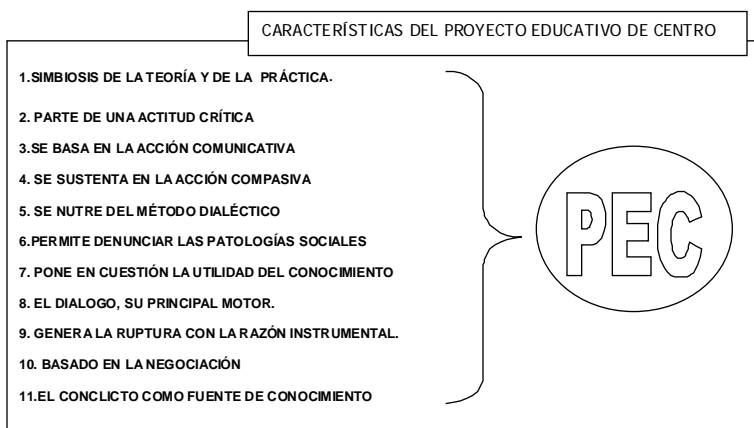 CARACTERÍSTICAS DEL PROYECTO EDUCATIVO DE CENTRO
1.SIMBIOSIS DE LA TEORÍA Y DE LA PRÁCTICA.
2. PARTE DE UNA ACTITUD CRÍTICA
3.SE BASA EN LA ACCIÓN COMUNICATIVA
4. SE SUSTENTA EN LA ACCIÓN COMPASIVA
5. SE NUTRE DEL MÉTODO DIALÉCTICO
6.PERMITE DENUNCIAR LAS PATOLOGÍAS SOCIALES
7. PONE EN CUESTIÓN LA UTILIDAD DEL CONOCIMIENTO
8. EL DIALOGO, SU PRINCIPAL MOTOR.
9. GENERA LA RUPTURA CON LA RAZÓN INSTRUMENTAL.
10. BASADO EN LA NEGOCIACIÓN
11.EL CONCLICTO COMO FUENTE DE CONOCIMIENTO
PEC